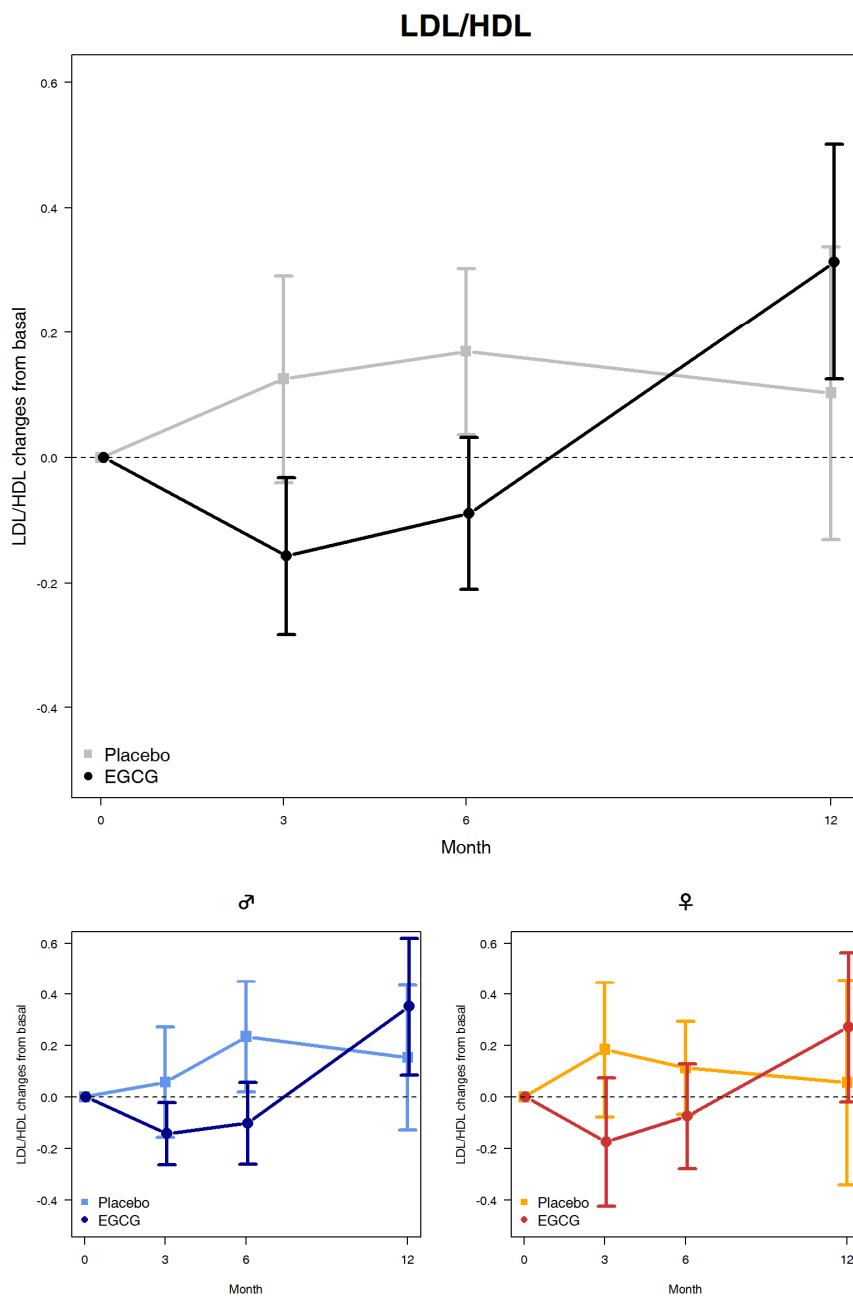 LDL/HDL
LDL/HDL changes from basal
0.6
0.4
0.2
0.0
-0.2
-0.4
Placebo
EGCG
0 3 6 12
Month
♂
LDL/HDL changes from basal
0.6
0.4
0.2
0.0
-0.2
-0.4
Placebo
EGCG
0 3 6 12
Month
♀
LDL/HDL changes from basal
0.6
0.4
0.2
0.0
-0.2
-0.4
Placebo
EGCG
0 3 6 12
Month